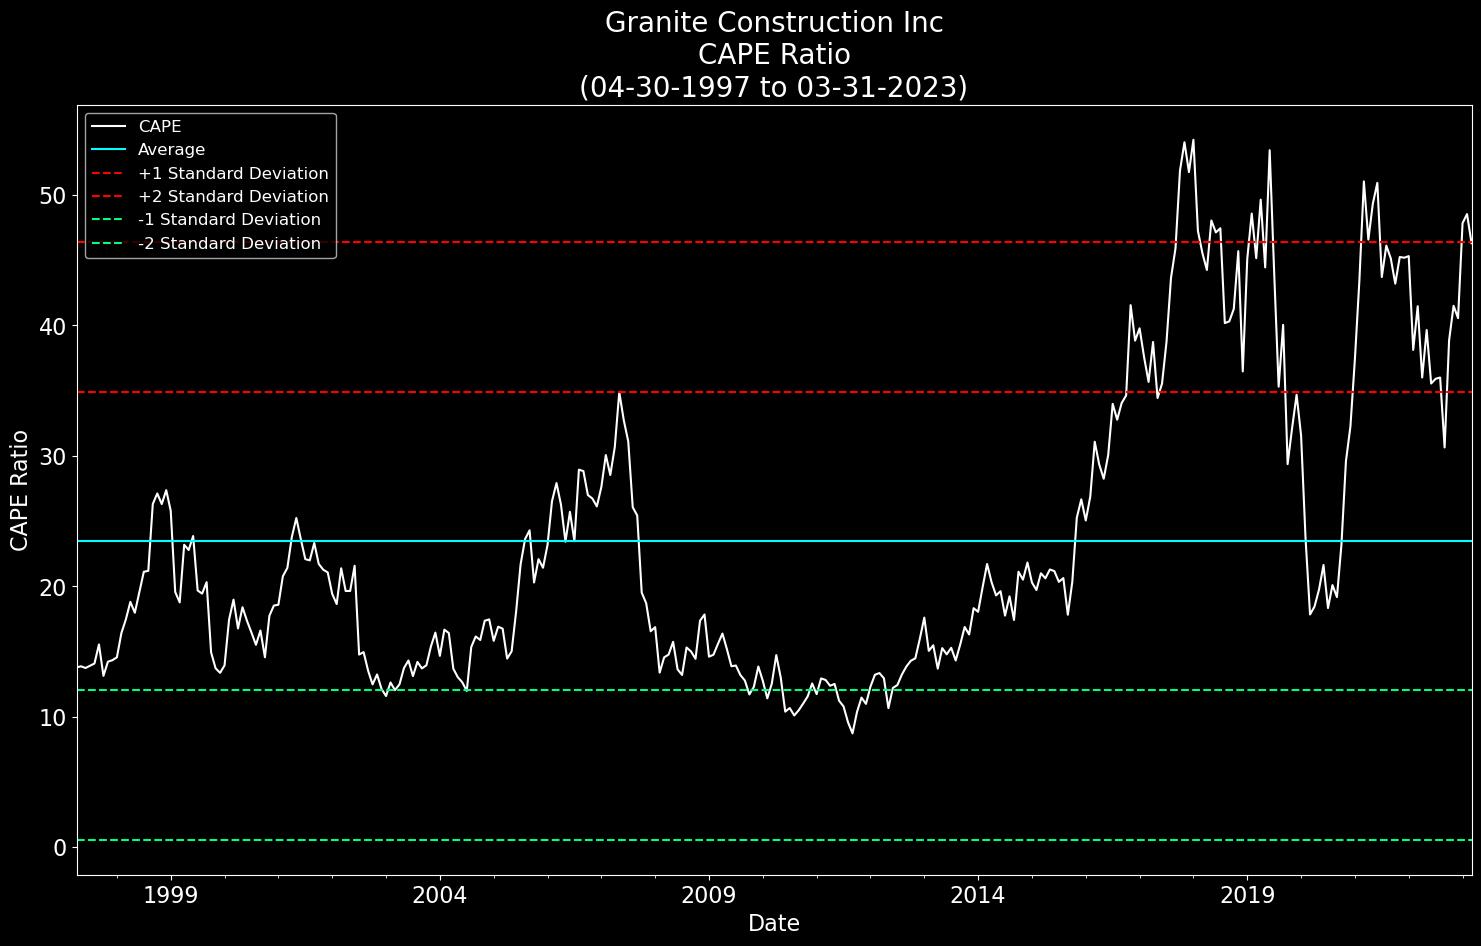 Granite Construction Inc
CAPE Ratio
(04-30-1997 to 03-31-2023)
CAPE
Average
+1 Standard Deviation
+2 Standard Deviation
-1 Standard Deviation
-2 Standard Deviation
CAPE Ratio
50
40
30
20
10
0
1999
2004
2009
2014
2019
Date